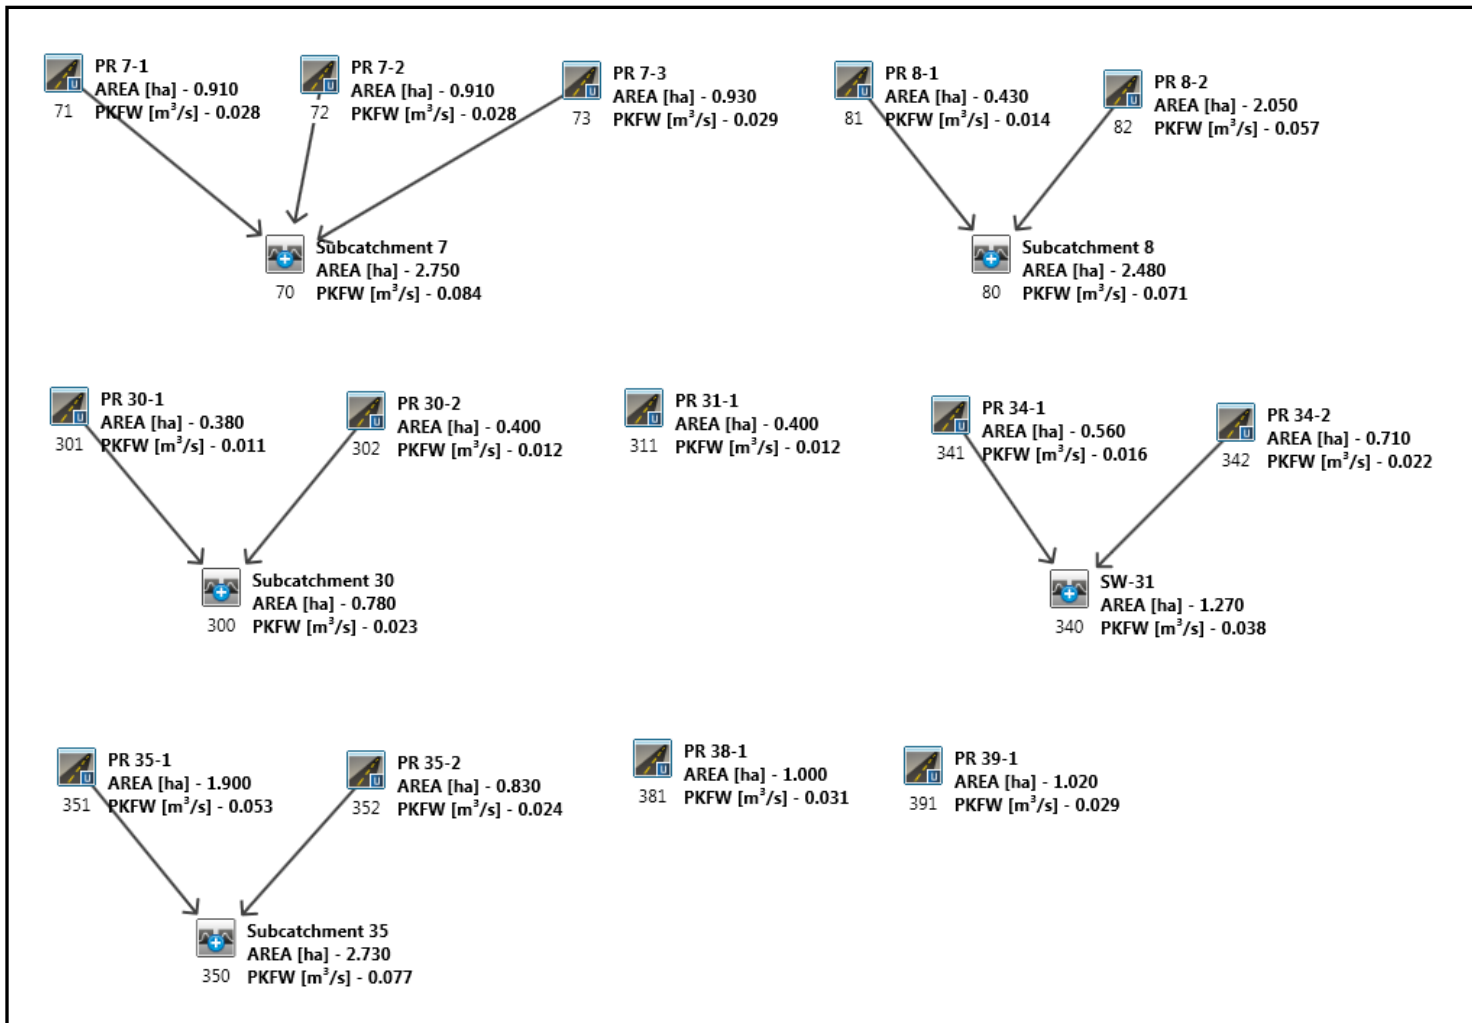 PR 7-1
AREA [ha] - 0.910
PKFW [m³/s] - 0.028
71
PR 7-2
AREA [ha] - 0.910
PKFW [m³/s] - 0.028
72
PR 7-3
AREA [ha] - 0.930
PKFW [m³/s] - 0.029
73
PR 8-1
AREA [ha] - 0.430
PKFW [m³/s] - 0.014
81
PR 8-2
AREA [ha] - 2.050
PKFW [m³/s] - 0.057
82
Subcatchment 7
AREA [ha] - 2.750
PKFW [m³/s] - 0.084
70
Subcatchment 8
AREA [ha] - 2.480
PKFW [m³/s] - 0.071
80
PR 30-1
AREA [ha] - 0.380
PKFW [m³/s] - 0.011
301
PR 30-2
AREA [ha] - 0.400
PKFW [m³/s] - 0.012
302
PR 31-1
AREA [ha] - 0.400
PKFW [m³/s] - 0.012
311
PR 34-1
AREA [ha] - 0.560
PKFW [m³/s] - 0.016
341
PR 34-2
AREA [ha] - 0.710
PKFW [m³/s] - 0.022
342
Subcatchment 30
AREA [ha] - 0.780
PKFW [m³/s] - 0.023
300
SW-31
AREA [ha] - 1.270
PKFW [m³/s] - 0.038
340
PR 35-1
AREA [ha] - 1.900
PKFW [m³/s] - 0.053
351
PR 35-2
AREA [ha] - 0.830
PKFW [m³/s] - 0.024
352
PR 38-1
AREA [ha] - 1.000
PKFW [m³/s] - 0.031
381
PR 39-1
AREA [ha] - 1.020
PKFW [m³/s] - 0.029
391
Subcatchment 35
AREA [ha] - 2.730
PKFW [m³/s] - 0.077
350